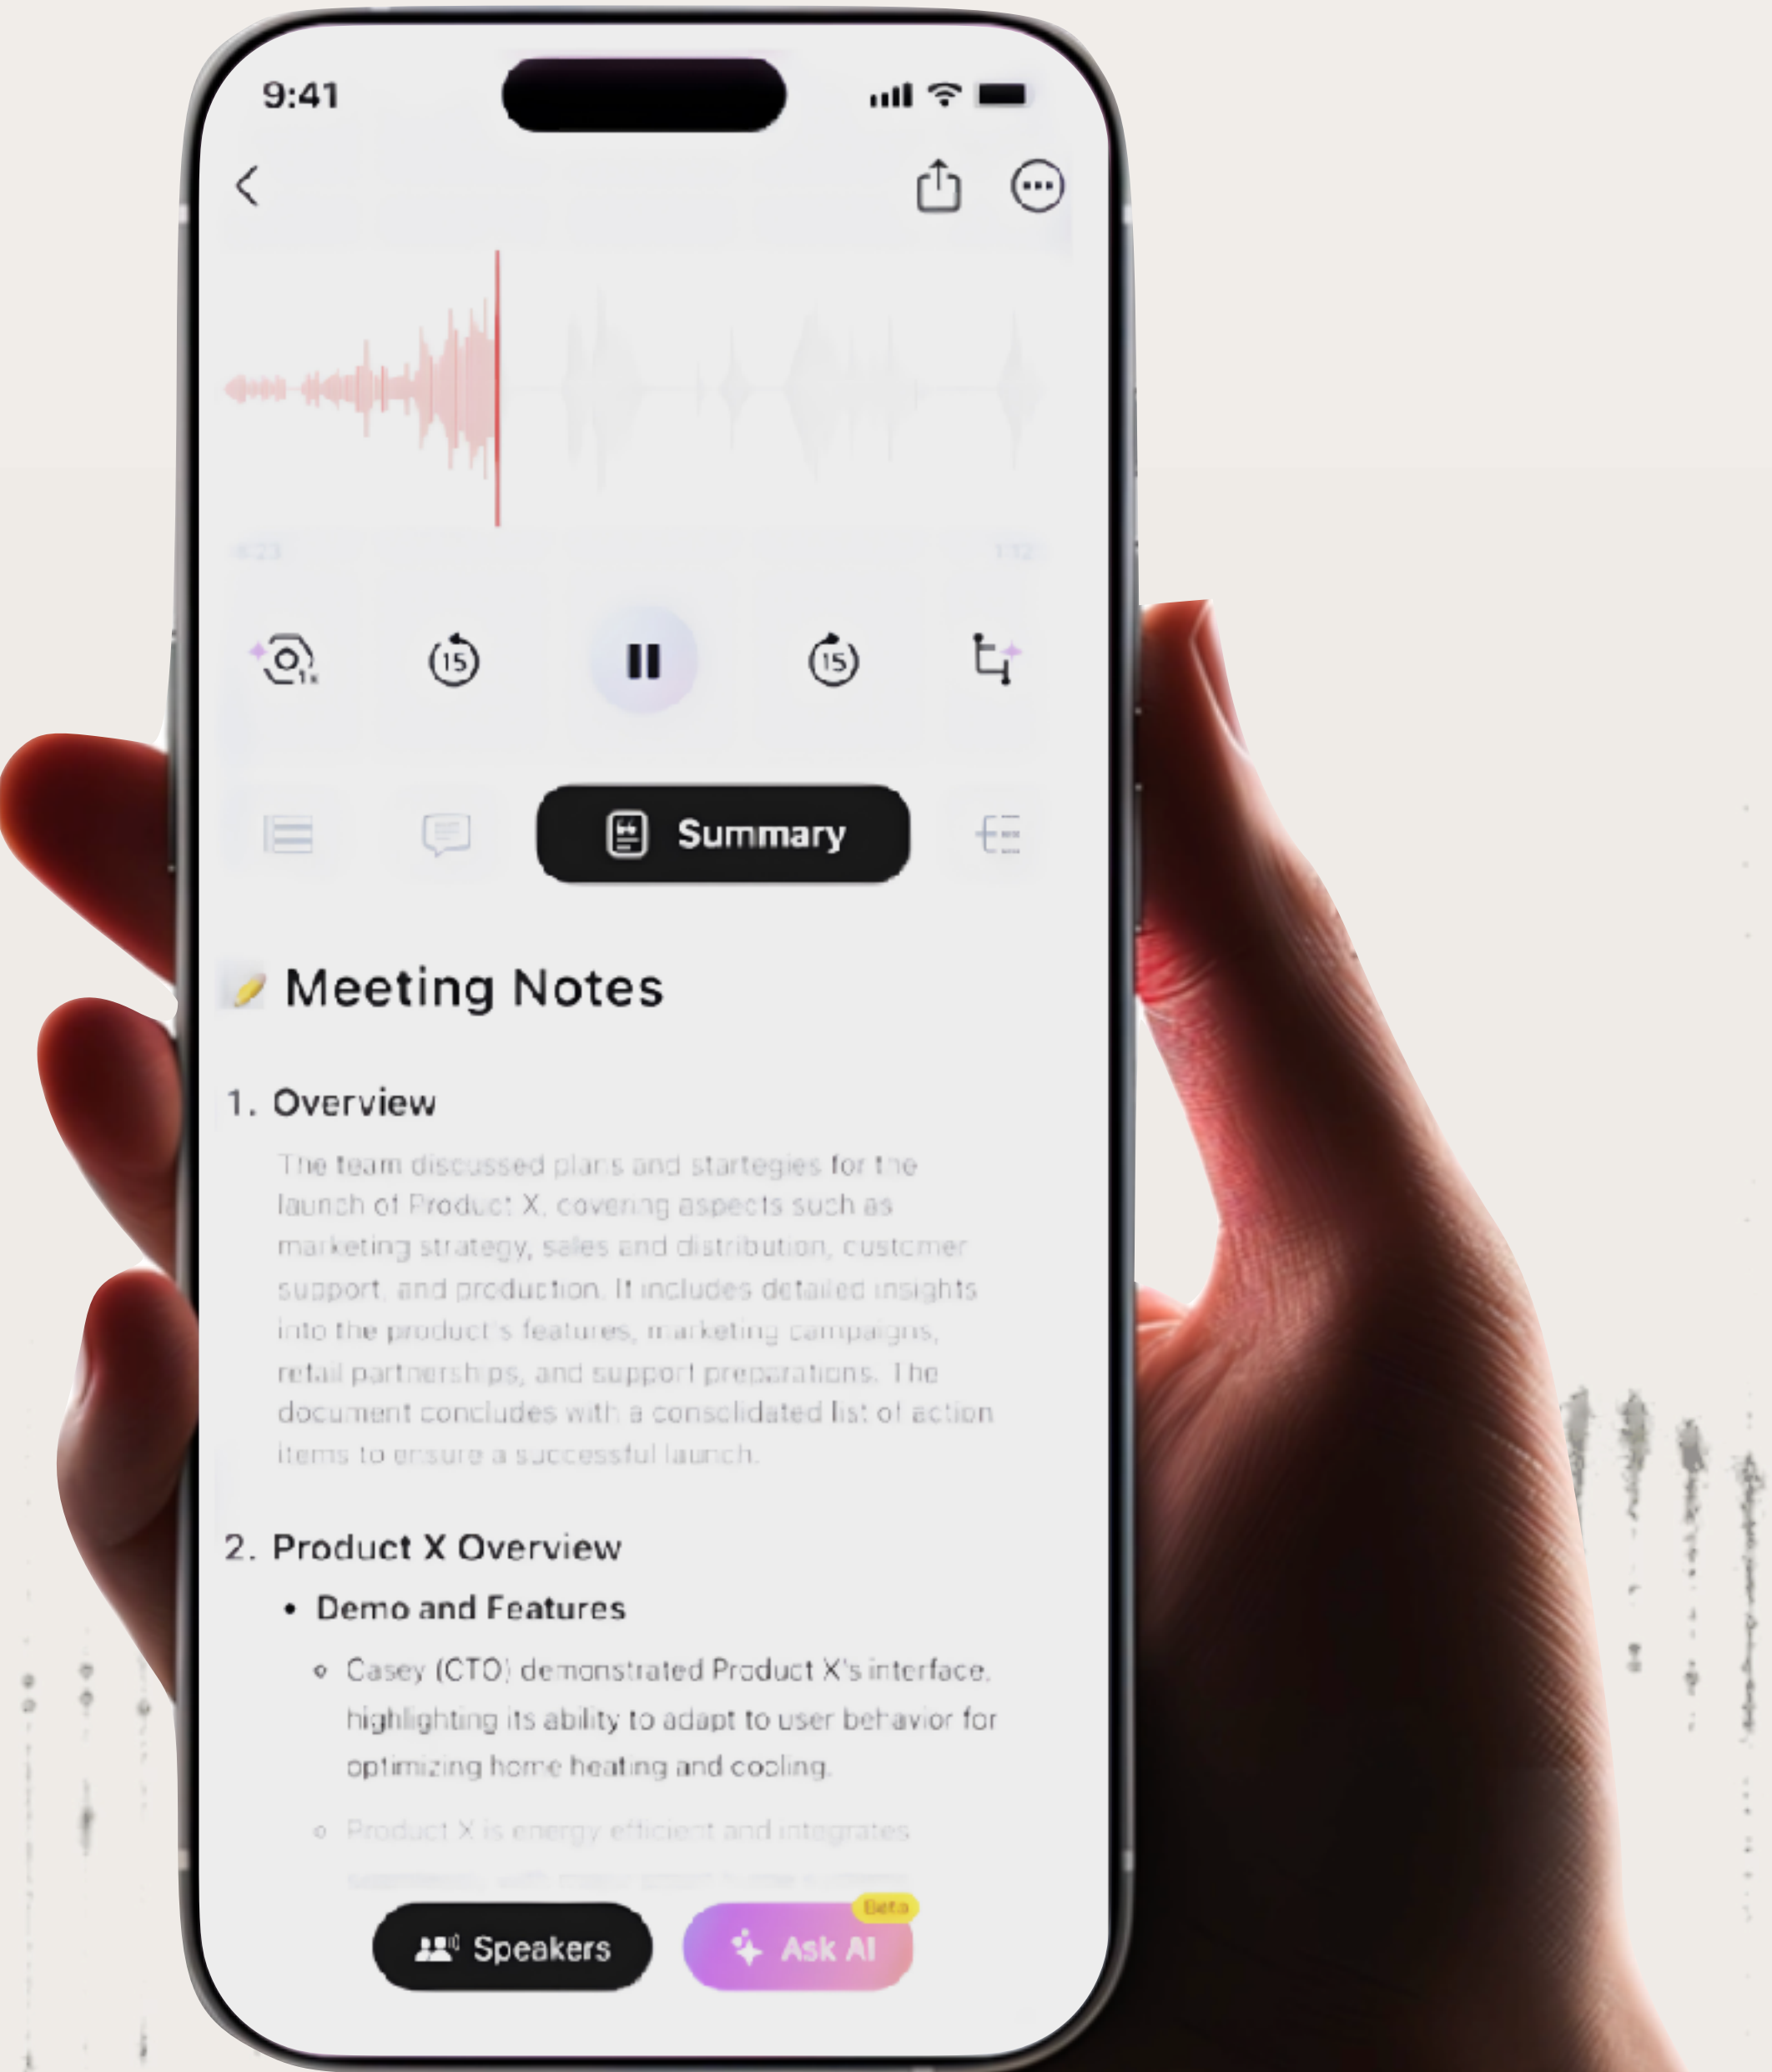 9:41
1x
15
15
Summary
Meeting Notes
1. Overview
The team discussed plans and startegies for the
launch of Product X, covering aspects such as
marketing strategy, sales and distribution, customer
support, and production. It includes detailed insights
into the product's features, marketing campaigns,
retail partnerships, and support preparations. The
document concludes with a consolidated list of action
items to ensure a successful launch.
2. Product X Overview
• Demo and Features
Casey (CTO) demonstrated Product X's interface,
highlighting its ability to adapt to user behavior for
optimizing home heating and cooling.
Product X is energy efficient and integrates
Speakers
Ask AI
Beta